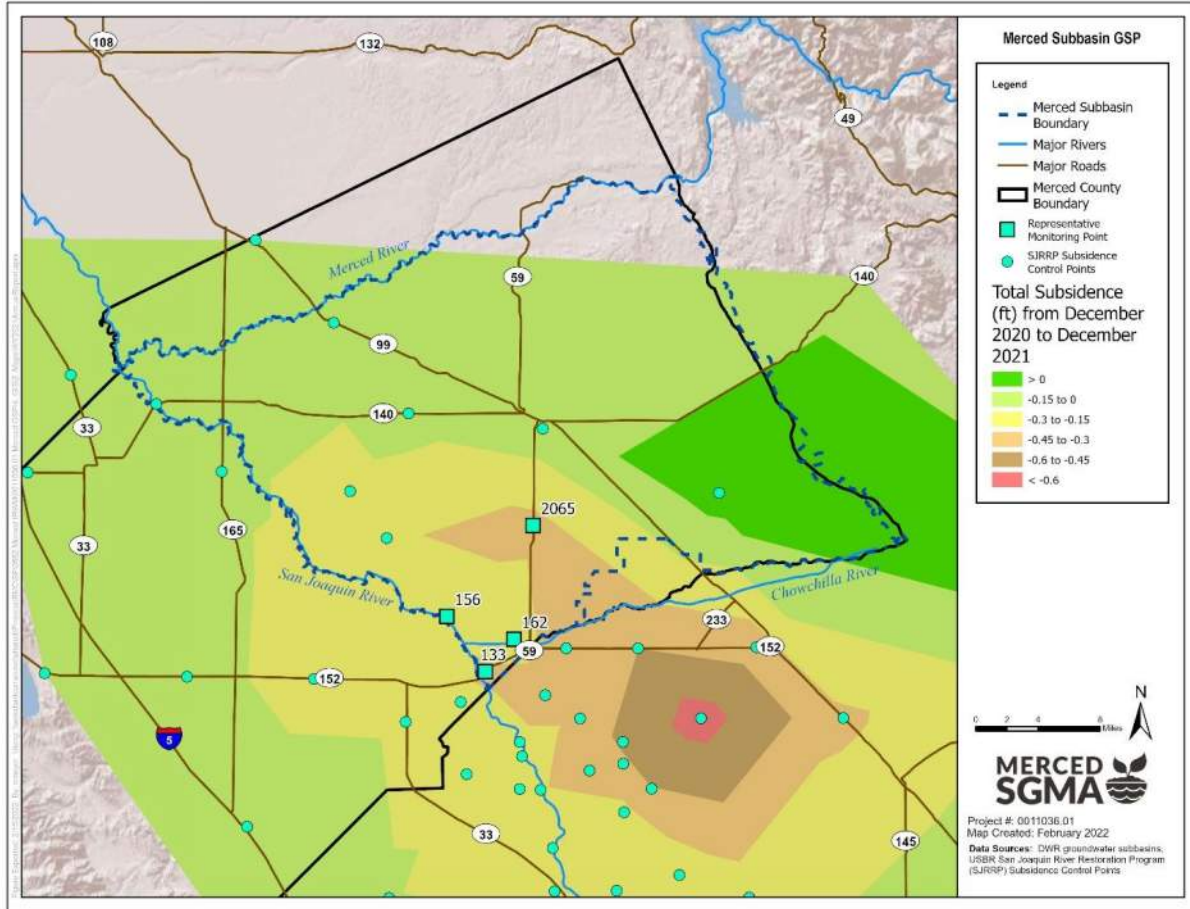 Merced Subbasin GSP
Legend
Merced Subbasin
Boundary
Major Rivers
Major Roads
Merced County
Boundary
Representative
Monitoring Point
SJRRP Subsidence
Control Points
Total Subsidence
(ft) from December
2020 to December
2021
> 0
-0.15 to 0
-0.3 to -0.15
-0.45 to -0.3
-0.6 to -0.45
< -0.6
N
0 2 4 8
Miles
MERCED
SGMA
Project #: 0011036.01
Map Created: February 2022
Data Sources: DWR groundwater subbasins,
USBR San Joaquin River Restoration Program
(SJRRP) Subsidence Control Points
108
132
49
Merced River
59
140
99
140
33
2065
165
33
San Joaquin River
156
162
Chowchilla River
233
59
133
152
152
5
33
145